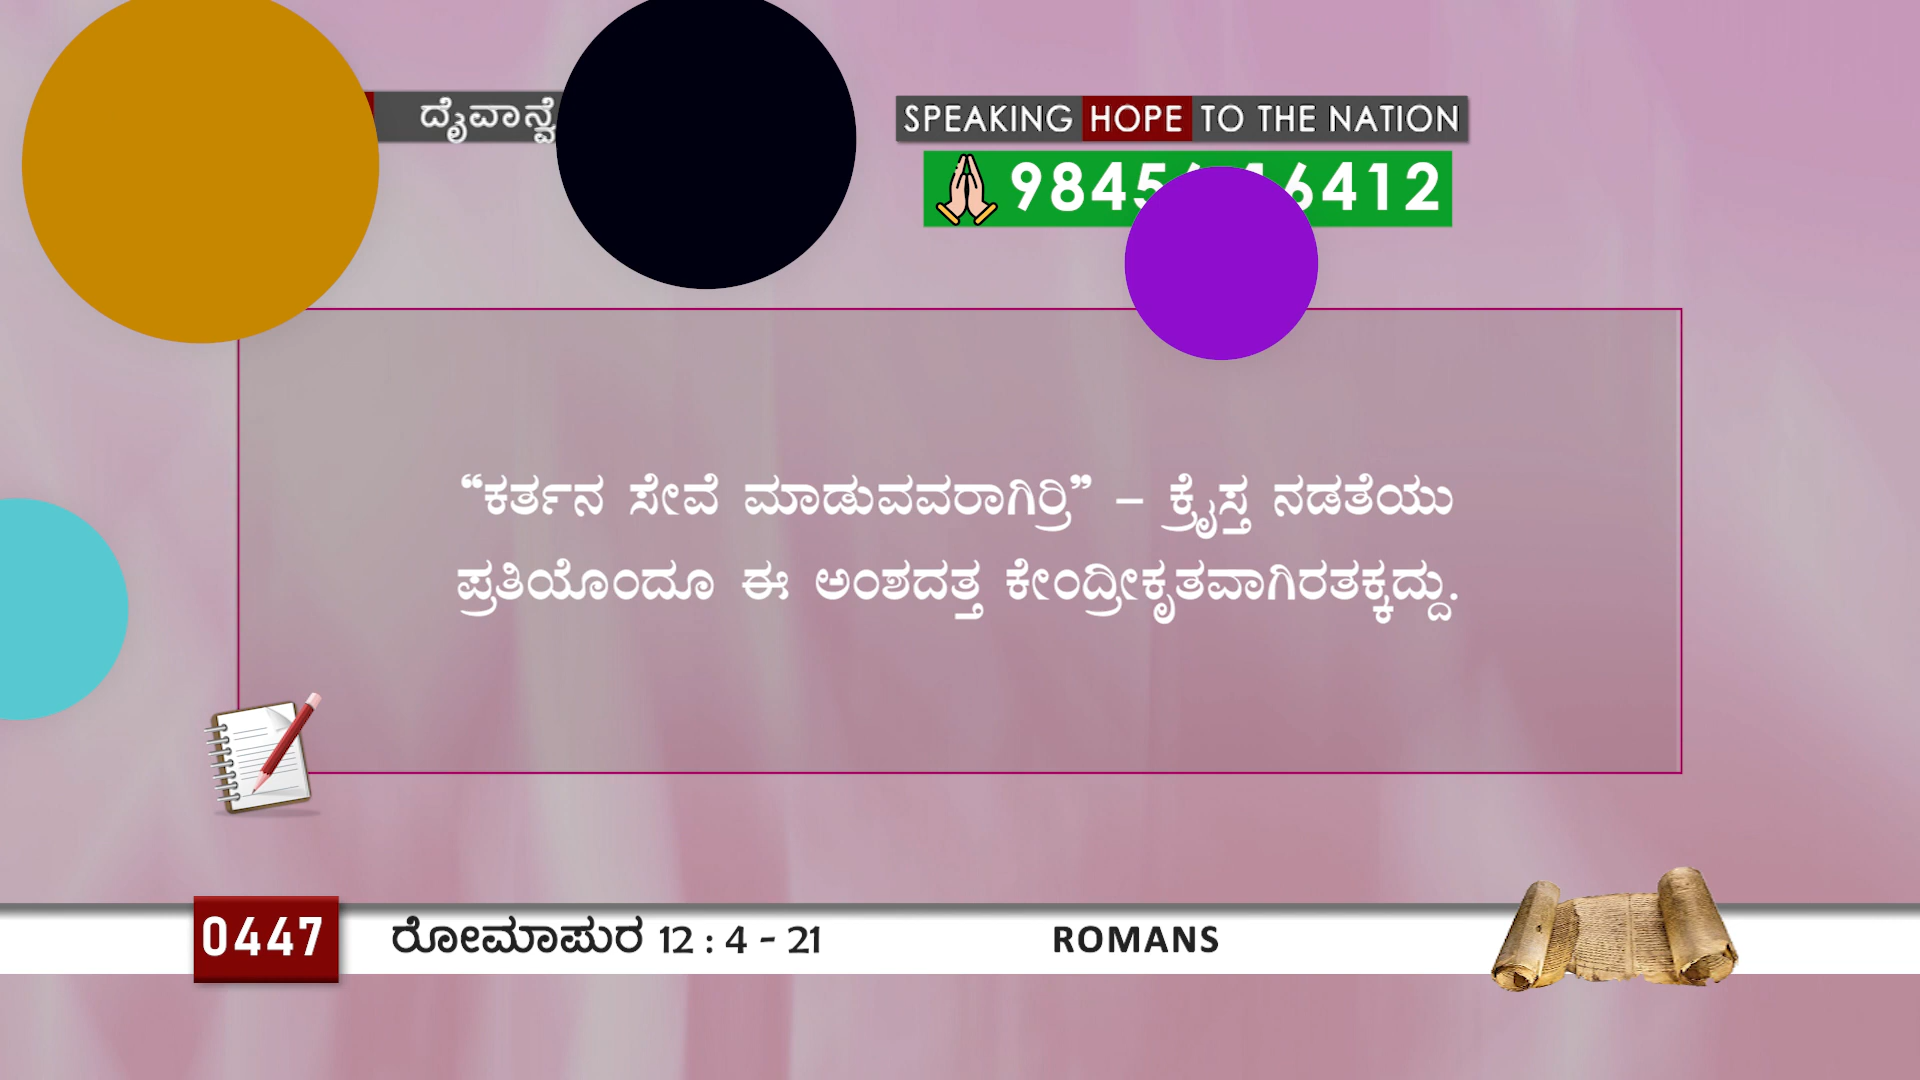 SPEAKING HOPE TO THE NATION
“ಕರ್ತನ ಸೇವೆ ಮಾಡುವವರಾಗಿರ್ರಿ” – ಕ್ರೈಸ್ತ ನಡತೆಯು
ಪ್ರತಿಯೊಂದೂ ಈ ಅಂಶದತ್ತ ಕೇಂದ್ರೀಕೃತವಾಗಿರತಕ್ಕದ್ದು.
0447 ರೋಮಾಪುರ 12 : 4 - 21 ROMANS